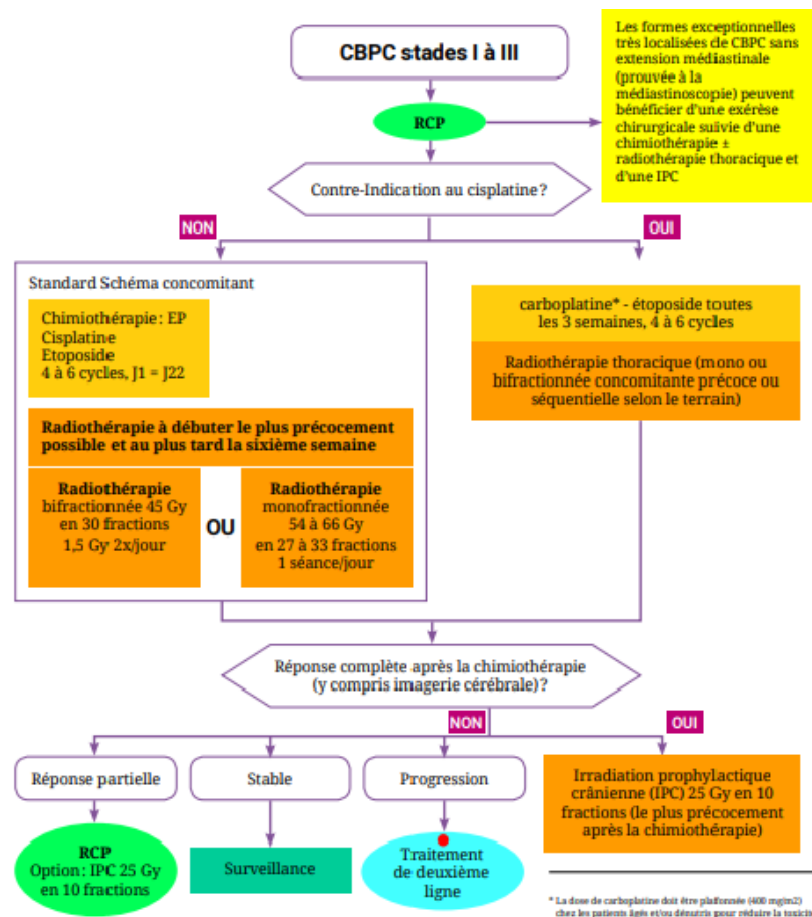 CBPC stades I à III
Les formes exceptionnelles
très localisées de CBPC sans
extension médiastinale
(prouvée à la
médiastinoscopie) peuvent
bénéficier d'une exérèse
chirurgicale suivie d'une
chimiothérapie ±
radiothérapie thoracique et
d'une IPC
RCP
Contre-Indication au cisplatine ?
NON
OUI
Standard Schéma concomitant
Chimiothérapie : EP
Cisplatine
Etoposide
4 à 6 cycles, J1 = J22
Radiothérapie à débuter le plus précocement
possible et au plus tard la sixième semaine
Radiothérapie
bifractionnée 45 Gy
en 30 fractions
1,5 Gy 2x/jour
OU
Radiothérapie
monofractionnée
54 à 66 Gy
en 27 à 33 fractions
1 séance/jour
carboplatine* - étoposide toutes
les 3 semaines, 4 à 6 cycles
Radiothérapie thoracique (mono ou
bifractionnée concomitante précoce ou
séquentielle selon le terrain)
Réponse complète après la chimiothérapie
(y compris imagerie cérébrale) ?
NON
OUI
Réponse partielle
Stable
Progression
Irradiation prophylactique
crânienne (IPC) 25 Gy en 10
fractions (le plus précocement
après la chimiothérapie)
RCP
Option : IPC 25 Gy
en 10 fractions
Surveillance
Traitement
de deuxième
ligne
* La dose de carboplatine doit être plafonnée (400 mg/m2)
chez les patients âgés et/ou dénutris pour réduire la